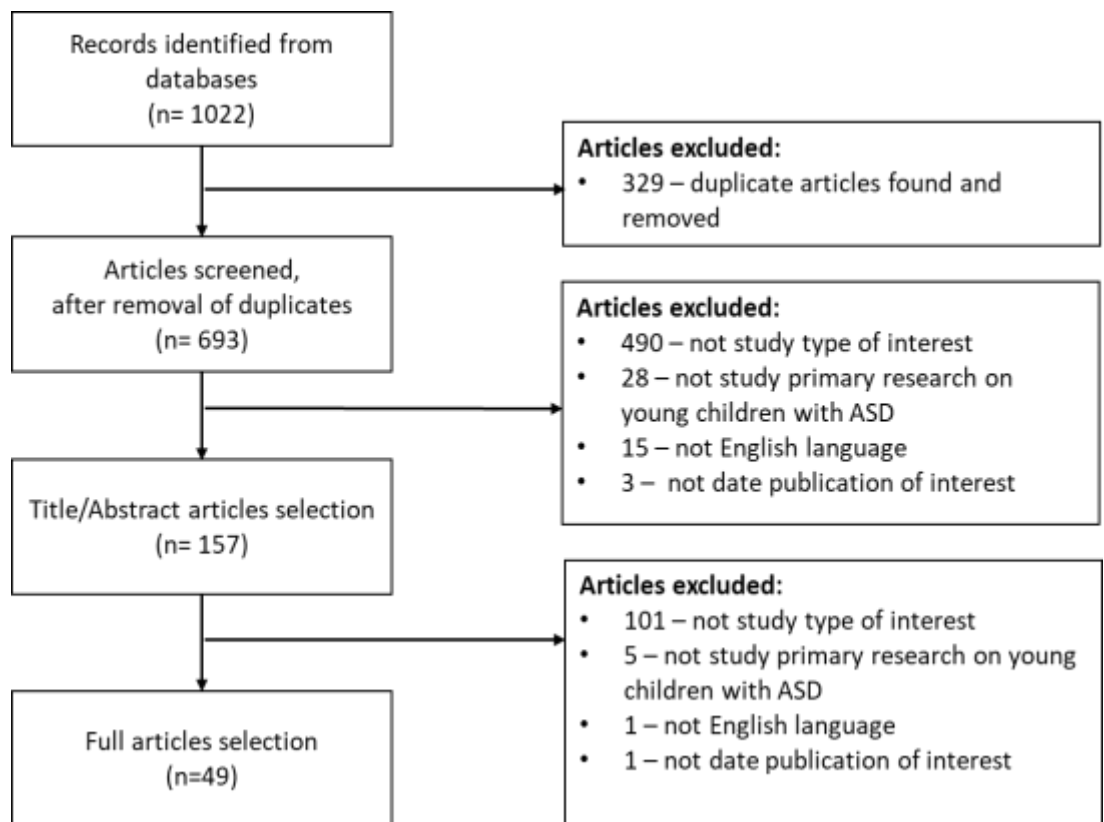 Records identified from
databases
(n= 1022)
Articles excluded:
• 329 – duplicate articles found and
removed
Articles screened,
after removal of duplicates
(n= 693)
Articles excluded:
• 490 – not study type of interest
• 28 – not study primary research on
young children with ASD
• 15 – not English language
• 3 – not date publication of interest
Title/Abstract articles selection
(n= 157)
Articles excluded:
• 101 – not study type of interest
• 5 – not study primary research on young
children with ASD
• 1 – not English language
• 1 – not date publication of interest
Full articles selection
(n=49)